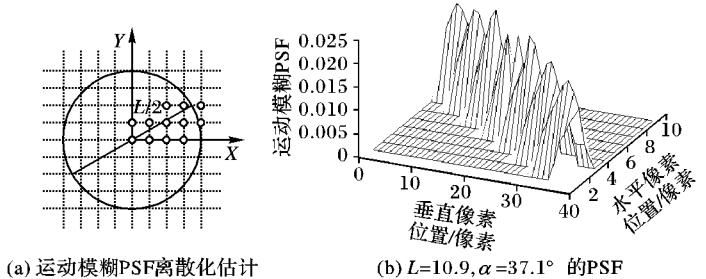 Y
L/2
X
(a) 运动模糊PSF离散化估计
运动模糊PSF
0.025
0.020
0.015
0.010
0.005
0
0
10
20
30
40
垂直像素
位置/像素
2
4
6
8
10
水平像素
位置/像素
(b) L=10.9,α=37.1° 的PSF